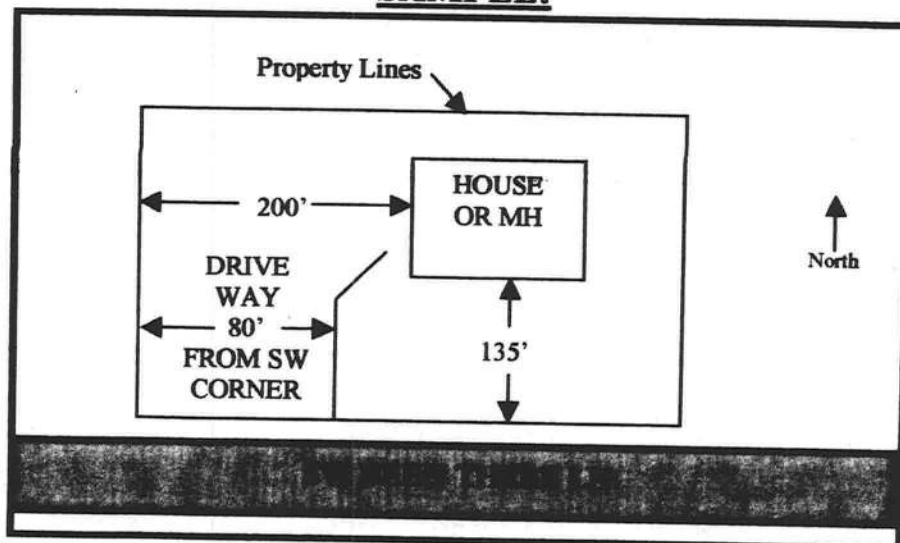 Property Lines
HOUSE
OR MH
200'
North
DRIVE
WAY
80'
FROM SW
CORNER
135'